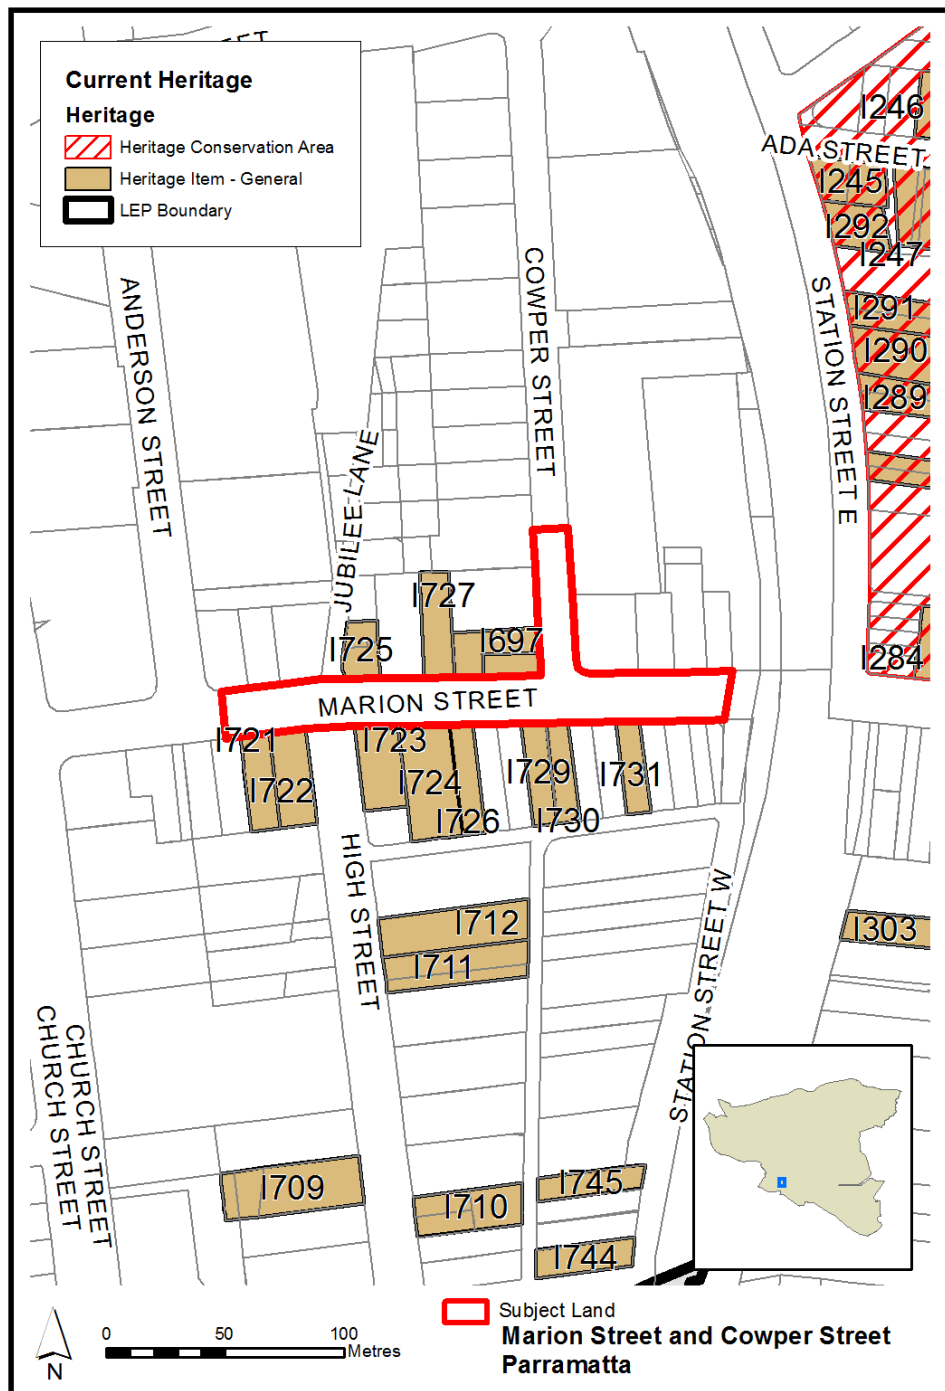 Current Heritage
Heritage
Heritage Conservation Area
Heritage Item - General
LEP Boundary
I246
ADA STREET
I245
I292
I247
I291
I290
I289
I284
STATION STREET E
COWPER STREET
ANDERSON STREET
JUBILEE LANE
I727
I697
I725
MARION STREET
I721
I723
I722
I724
I729
I731
I726
I730
HIGH STREET
I712
I711
I303
STATION STREET W
CHURCH STREET
CHURCH STREET
I709
I710
I745
I744
N
0 50 100
Metres
Subject Land
Marion Street and Cowper Street
Parramatta